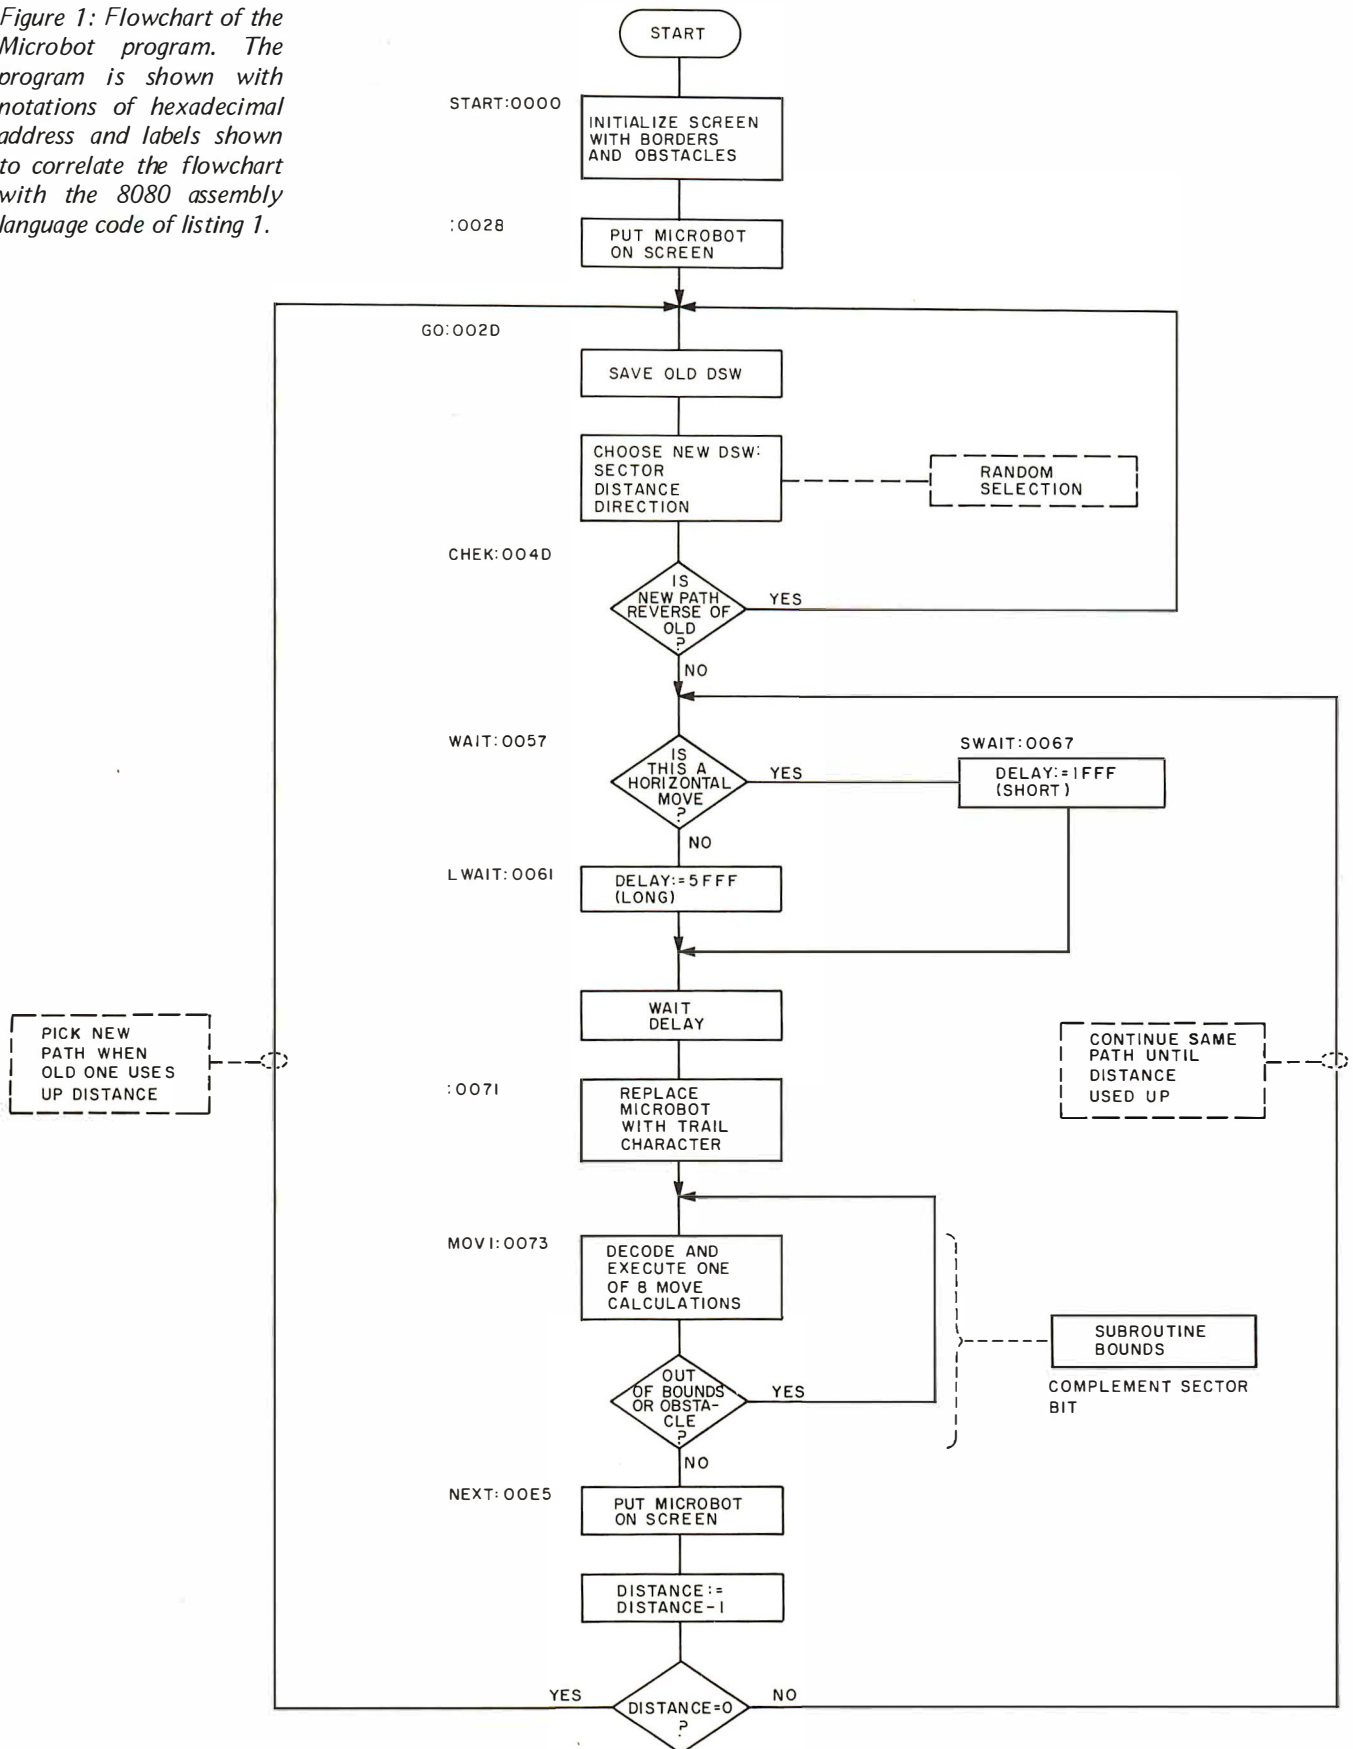 Figure 1: Flowchart of the
Microbot program. The
program is shown with
notations of hexadecimal
address and labels shown
to correlate the flowchart
with the 8080 assembly
language code of listing 1.
START
START:0000
INITIALIZE SCREEN
WITH BORDERS
AND OBSTACLES
:0028
PUT MICROBOT
ON SCREEN
GO:002D
SAVE OLD DSW
CHOOSE NEW DSW:
SECTOR
DISTANCE
DIRECTION
RANDOM
SELECTION
CHEK:004D
IS
NEW PATH
REVERSE OF
OLD
?
YES
NO
WAIT:0057
IS
THIS A
HORIZONTAL
MOVE
?
YES
SWAIT:0067
DELAY:=1FFF
(SHORT)
NO
LWAIT:0061
DELAY:=5FFF
(LONG)
WAIT
DELAY
PICK NEW
PATH WHEN
OLD ONE USES
UP DISTANCE
CONTINUE SAME
PATH UNTIL
DISTANCE
USED UP
:0071
REPLACE
MICROBOT
WITH TRAIL
CHARACTER
MOV1:0073
DECODE AND
EXECUTE ONE
OF 8 MOVE
CALCULATIONS
SUBROUTINE
BOUNDS
COMPLEMENT SECTOR
BIT
OUT
OF BOUNDS
OR OBSTA-
CLE
?
YES
NO
NEXT:00E5
PUT MICROBOT
ON SCREEN
DISTANCE:=
DISTANCE-1
YES
DISTANCE=0
?
NO